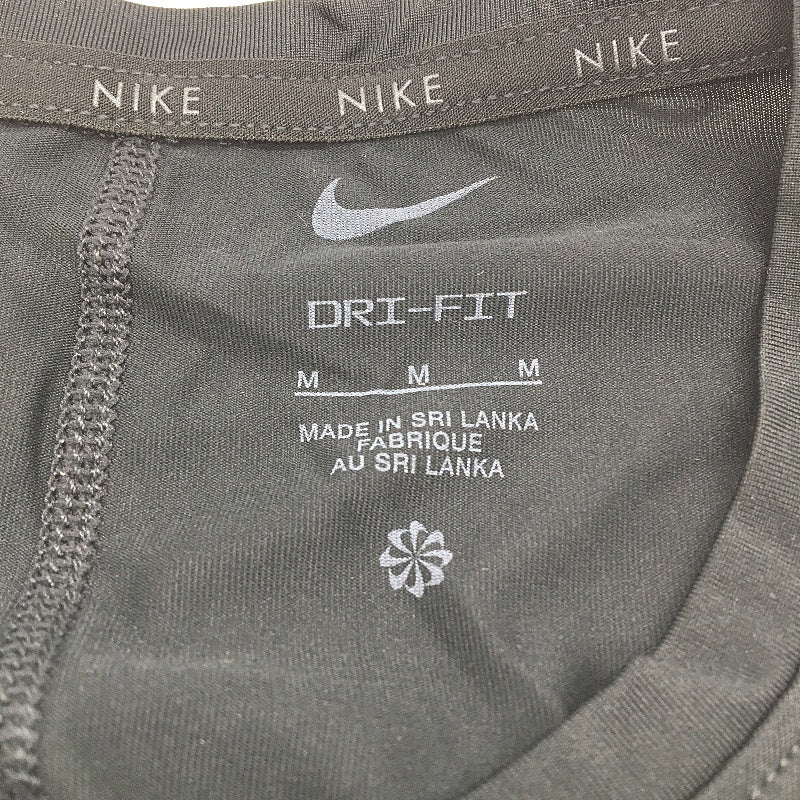 NIKE NIKE NIKE
DRI-FIT
M M M
MADE IN SRI LANKA
FABRIQUE
AU SRI LANKA